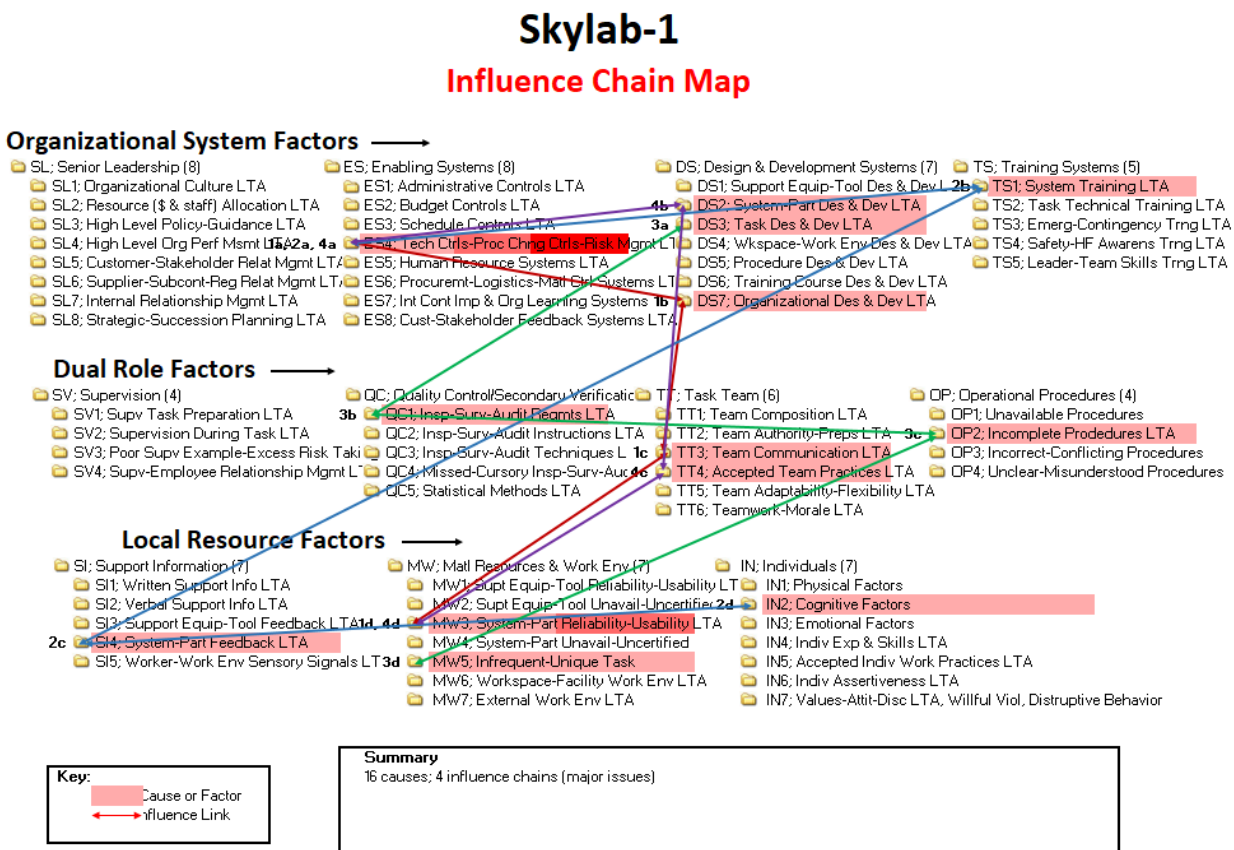 Skylab-1
Influence Chain Map
Organizational System Factors
SL; Senior Leadership (8)
SL1; Organizational Culture LTA
SL2; Resource ($ & staff) Allocation LTA
SL3; High Level Policy-Guidance LTA
SL4; High Level Org Perf Msmt LTA
SL5; Customer-Stakeholder Relat Mgmt LTA
SL6; Supplier-Subcont-Reg Relat Mgmt LTA
SL7; Internal Relationship Mgmt LTA
SL8; Strategic-Succession Planning LTA
ES; Enabling Systems (8)
ES1; Administrative Controls LTA
ES2; Budget Controls LTA
ES3; Schedule Controls LTA
2a, 4a ES4; Tech Ctrls-Proc Chng Ctrls-Risk Mgmt LT
ES5; Human Resource Systems LTA
ES6; Procuremt-Logistics-Matl Ctrl Systems LT
ES7; Int Cont Imp & Org Learning Systems
ES8; Cust-Stakeholder Feedback Systems LTA
DS; Design & Development Systems (7)
DS1; Support Equip-Tool Des & Dev L
4b DS2; System-Part Des & Dev LTA
3a DS3; Task Des & Dev LTA
DS4; Wkspace-Work Env Des & Dev LTA
DS5; Procedure Des & Dev LTA
DS6; Training Course Des & Dev LTA
1b DS7; Organizational Des & Dev LTA
TS; Training Systems (5)
2b TS1; System Training LTA
TS2; Task Technical Training LTA
TS3; Emerg-Contingency Trng LTA
TS4; Safety-HF Awarens Trng LTA
TS5; Leader-Team Skills Trng LTA
Dual Role Factors
SV; Supervision (4)
SV1; Supv Task Preparation LTA
SV2; Supervision During Task LTA
SV3; Poor Supv Example-Excess Risk Taki
SV4; Supv-Employee Relationship Mgmt L
QC; Quality Control/Secondary Verificatic
3b QC1; Insp-Surv-Audit Reqmts LTA
QC2; Insp-Surv-Audit Instructions LTA
QC3; Insp-Surv-Audit Techniques L
QC4; Missed-Cursory Insp-Surv-Auc
QC5; Statistical Methods LTA
TT; Task Team (6)
TT1; Team Composition LTA
TT2; Team Authority-Preps LTA
1c TT3; Team Communication LTA
4c TT4; Accepted Team Practices LTA
TT5; Team Adaptability-Flexibility LTA
TT6; Teamwork-Morale LTA
OP; Operational Procedures (4)
OP1; Unavailable Procedures
3c OP2; Incomplete Prodedures LTA
OP3; Incorrect-Conflicting Procedures
OP4; Unclear-Misunderstood Procedures
Local Resource Factors
SI; Support Information (7)
SI1; Written Support Info LTA
SI2; Verbal Support Info LTA
SI3; Support Equip-Tool Feedback LTA
2c SI4; System-Part Feedback LTA
SI5; Worker-Work Env Sensory Signals LT
MW; Matl Resources & Work Env (7)
MW1; Supt Equip-Tool Reliability-Usability LT
MW2; Supt Equip-Tool Unavail-Uncertifie
1d, 4d MW3; System-Part Reliability-Usability LTA
MW4; System-Part Unavail-Uncertified
3d MW5; Infrequent-Unique Task
MW6; Workspace-Facility Work Env LTA
MW7; External Work Env LTA
IN; Individuals (7)
IN1; Physical Factors
2d IN2; Cognitive Factors
IN3; Emotional Factors
IN4; Indiv Exp & Skills LTA
IN5; Accepted Indiv Work Practices LTA
IN6; Indiv Assertiveness LTA
IN7; Values-Attit-Disc LTA, Willful Viol, Distruptive Behavior
Key:
Cause or Factor
nfluence Link
Summary
16 causes; 4 influence chains (major issues)